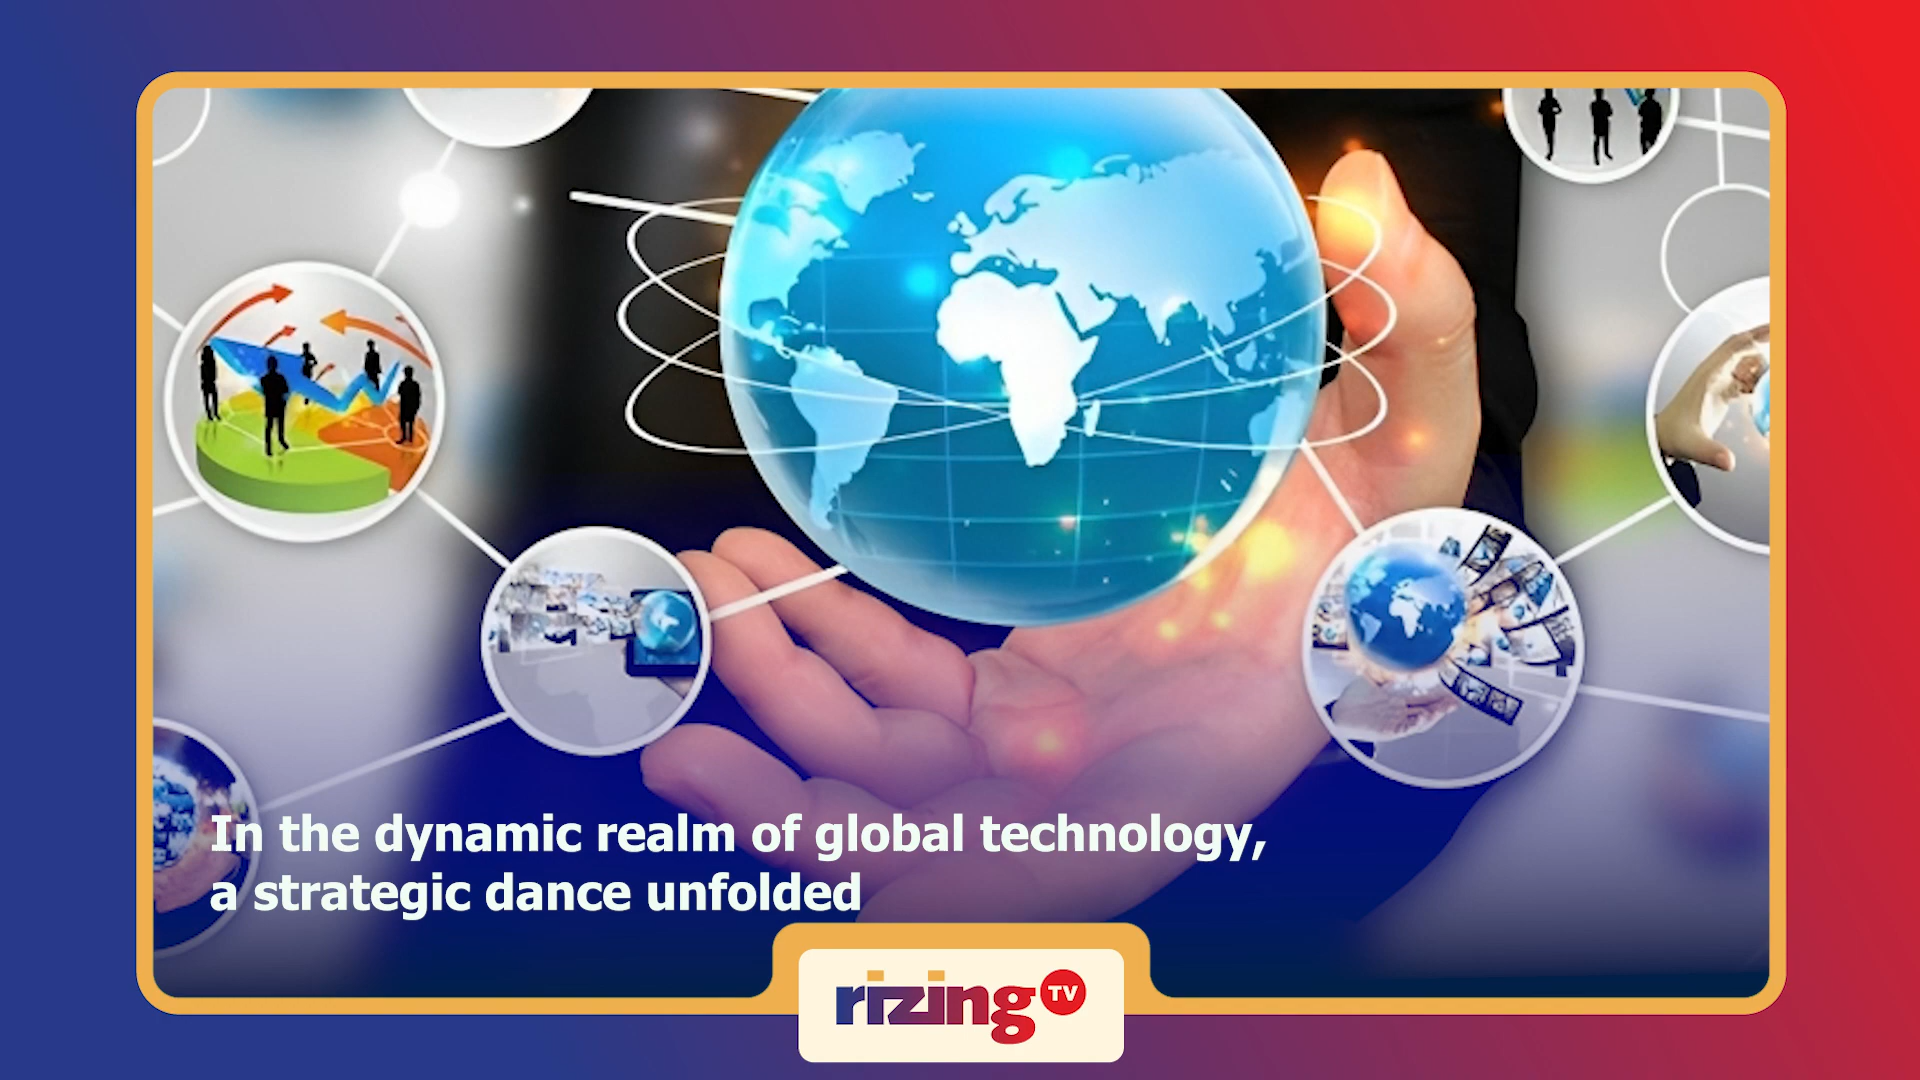 In the dynamic realm of global technology,
a strategic dance unfolded
rizing TV